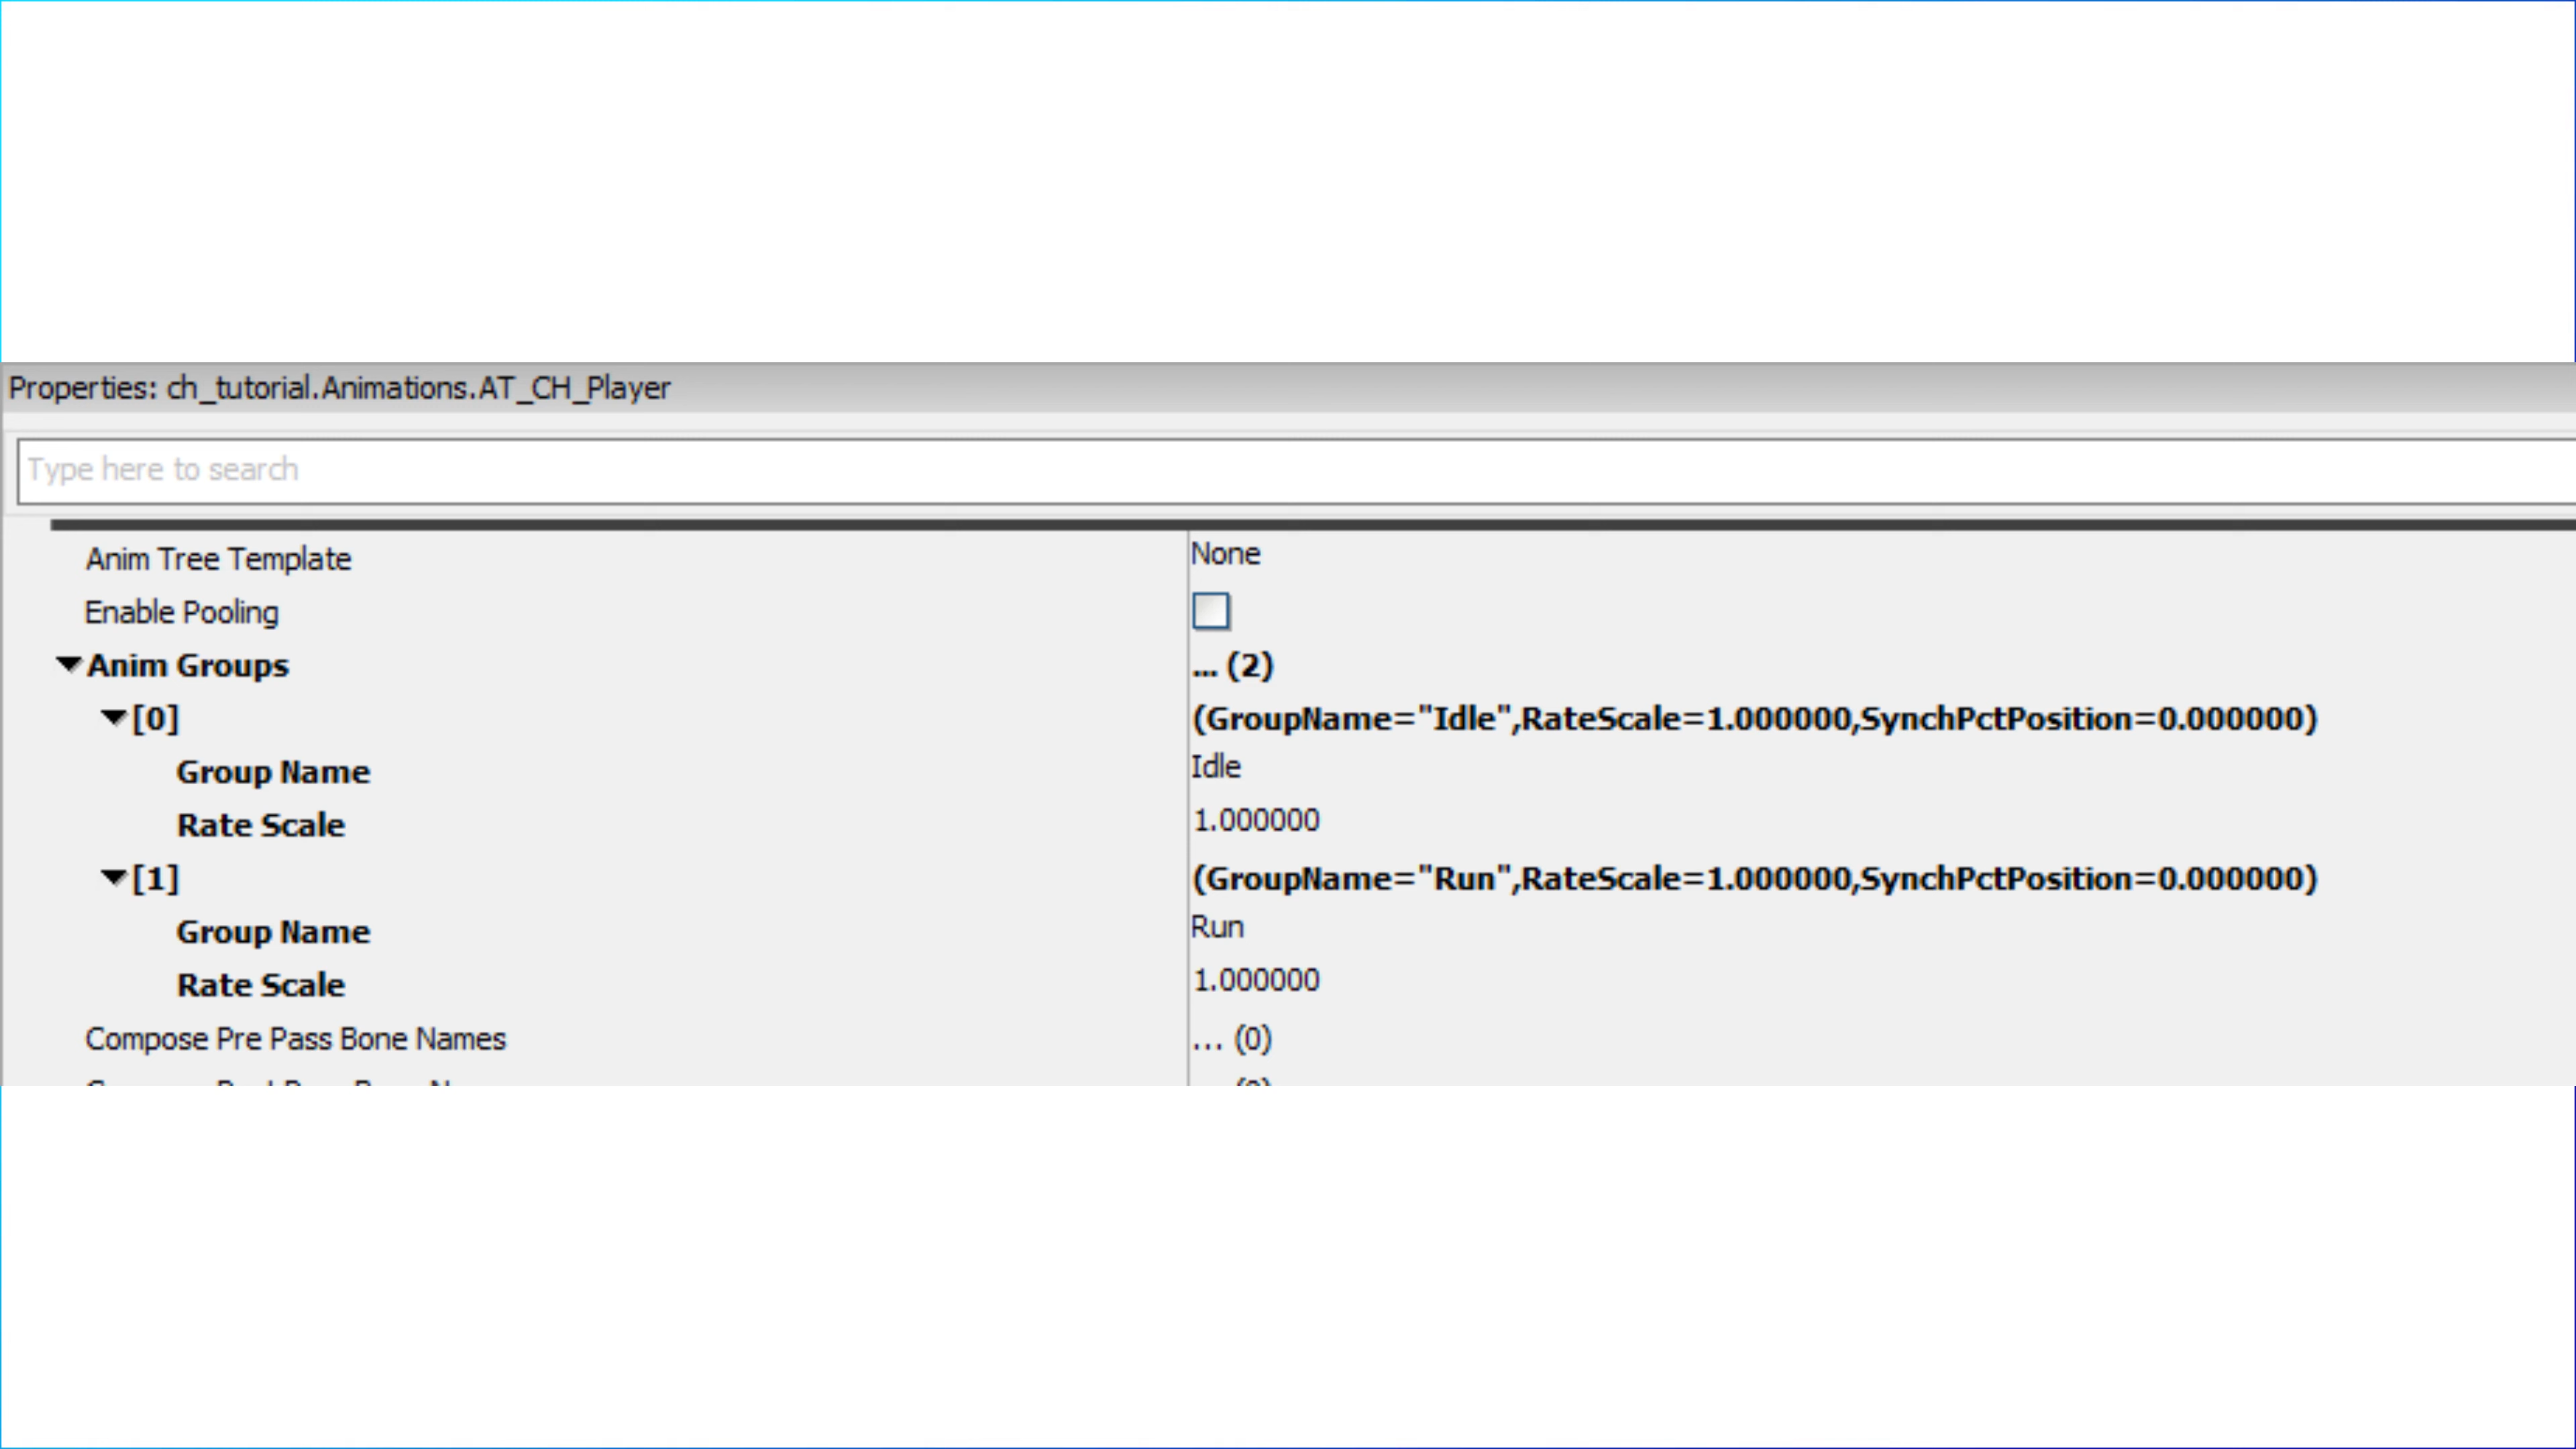 Properties: ch_tutorial.Animations.AT_CH_Player
Type here to search
Anim Tree Template None
Enable Pooling
Anim Groups ... (2)
[0] (GroupName="Idle",RateScale=1.000000,SynchPctPosition=0.000000)
Group Name Idle
Rate Scale 1.000000
[1] (GroupName="Run",RateScale=1.000000,SynchPctPosition=0.000000)
Group Name Run
Rate Scale 1.000000
Compose Pre Pass Bone Names ... (0)